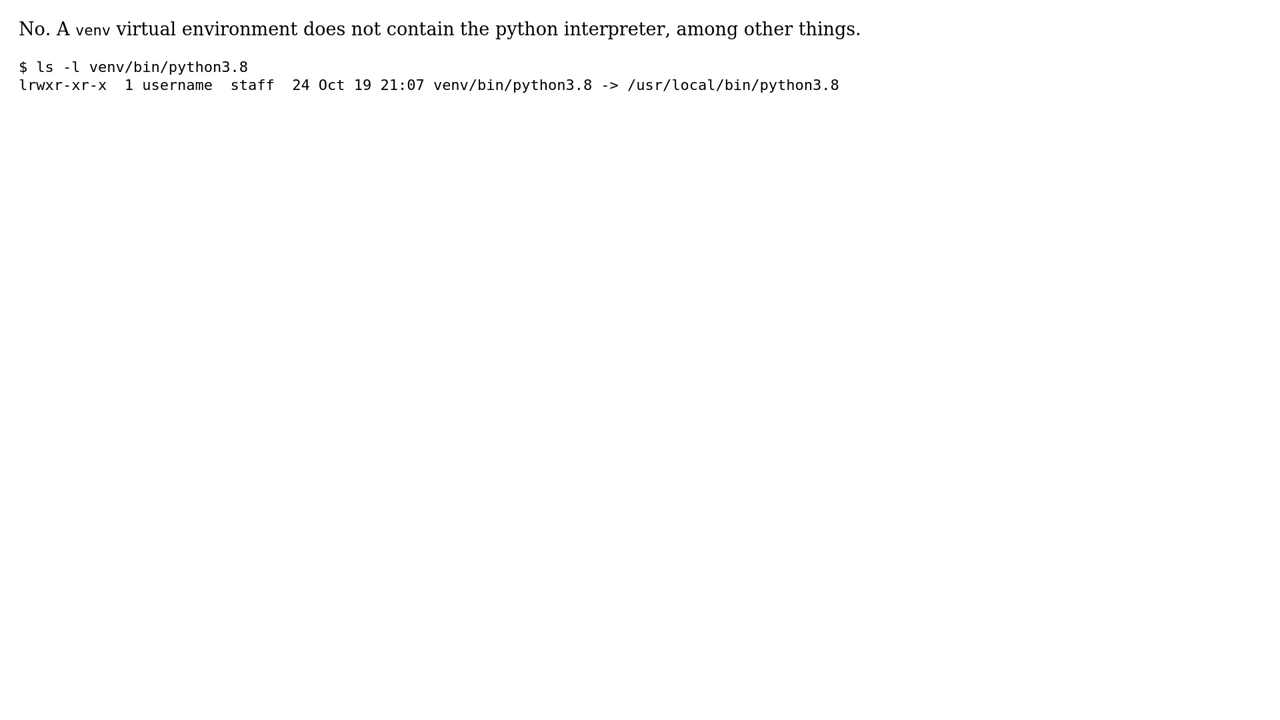 No. A venv virtual environment does not contain the python interpreter, among other things.
$ ls -l venv/bin/python3.8
lrwxr-xr-x  1 username  staff  24 Oct 19 21:07 venv/bin/python3.8 -> /usr/local/bin/python3.8